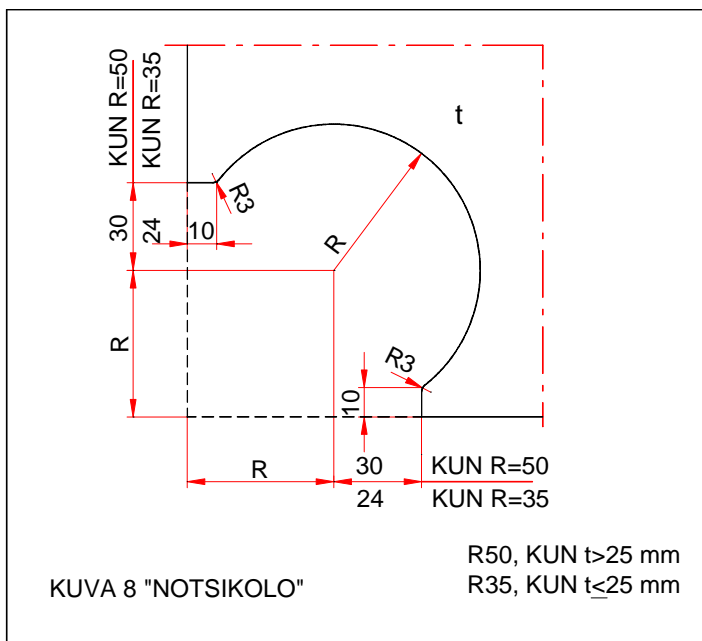 KUN R=50
KUN R=35
t
R3
30
24
10
R
R
R3
10
R
30
KUN R=50
24
KUN R=35
R50, KUN t>25 mm
R35, KUN t≤25 mm
KUVA 8 "NOTSIKOLO"